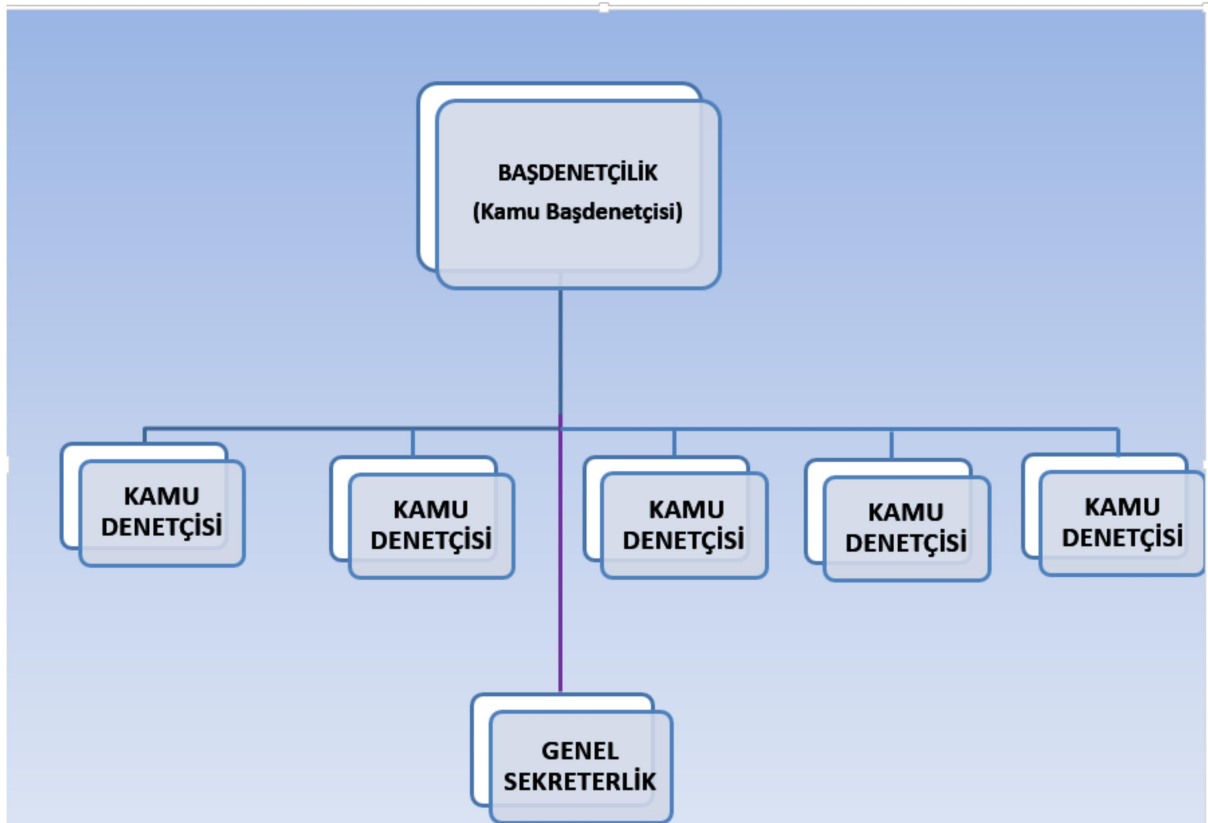 BAŞDENETÇİLİK
(Kamu Başdenetçisi)
KAMU
DENETÇİSİ
KAMU
DENETÇİSİ
KAMU
DENETÇİSİ
KAMU
DENETÇİSİ
KAMU
DENETÇİSİ
GENEL
SEKRETERLİK